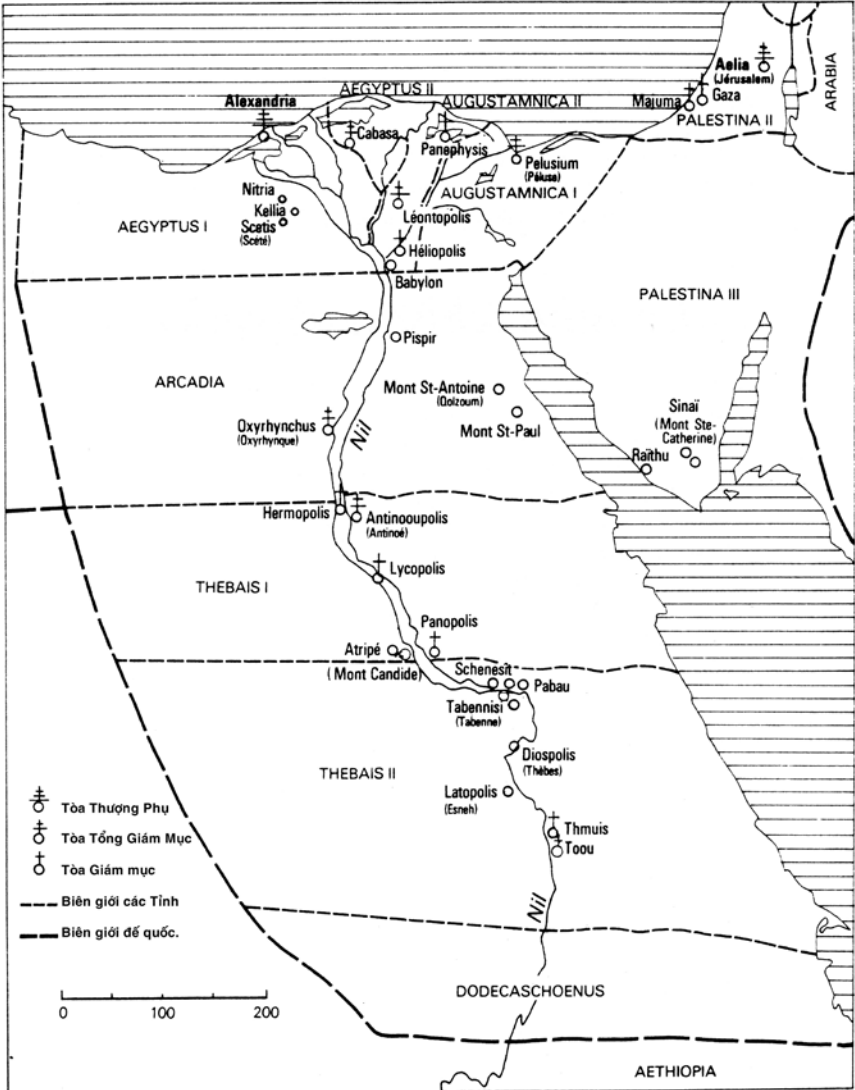 Aelia
(Jérusalem)
ARABIA
AEGYPTUS II
Alexandria
AUGUSTAMNICA II
Majuma
Gaza
PALESTINA II
Cabasa
Panephysis
Pelusium
(Péluse)
AUGUSTAMNICA I
Nitria
Kellia
Scetis
(Scété)
AEGYPTUS I
Léontopolis
Héliopolis
Babylon
PALESTINA III
Pispir
ARCADIA
Mont St-Antoine
(Qolzoum)
Mont St-Paul
Sinaï
(Mont Ste-
Catherine)
Raïthu
Oxyrhynchus
(Oxyrhynque)
Nil
Hermopolis
Antinooupolis
(Antinoé)
Lycopolis
THEBAIS I
Panopolis
Atripé
(Mont Candide)
Schenesît
Pabau
Tabennisi
(Tabenne)
Diospolis
(Thèbes)
THEBAIS II
Latopolis
(Esneh)
Thmuis
Toou
Tòa Thượng Phụ
Tòa Tổng Giám Mục
Tòa Giám mục
Biên giới các Tỉnh
Biên giới đế quốc.
Nil
0 100 200
DODECASCHOENUS
AETHIOPIA